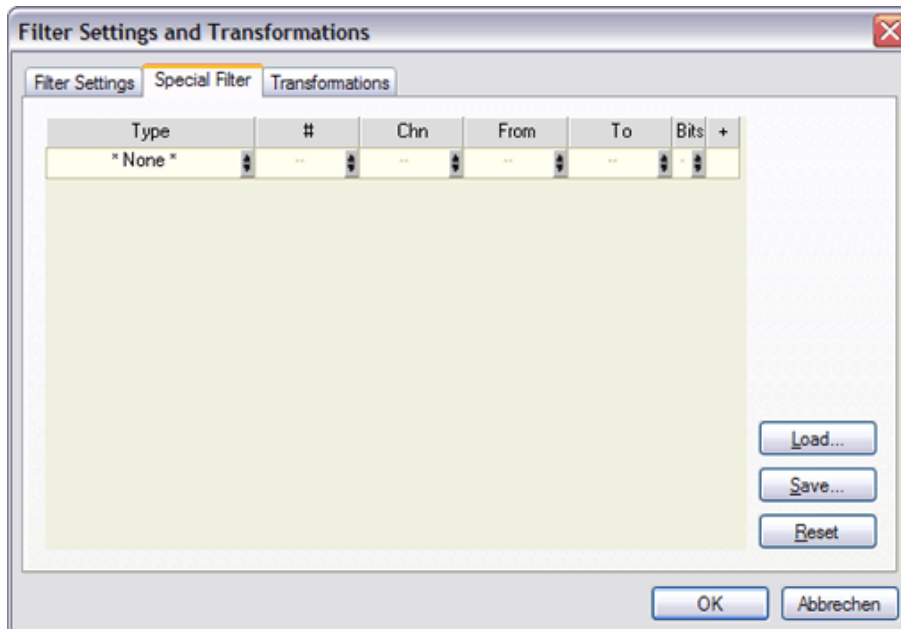 Filter Settings and Transformations
Filter Settings Special Filter Transformations
Type # Chn From To Bits +
* None * -- -- -- -- -
Load...
Save...
Reset
OK Abbrechen